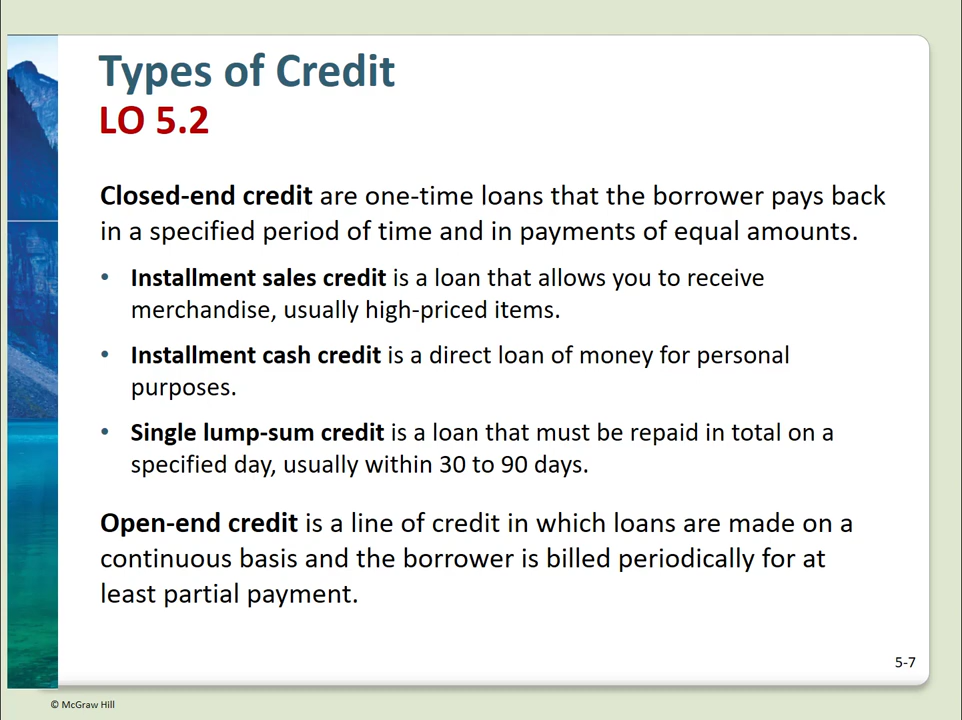 Types of Credit
LO 5.2
Closed-end credit are one-time loans that the borrower pays back
in a specified period of time and in payments of equal amounts.
• Installment sales credit is a loan that allows you to receive
merchandise, usually high-priced items.
• Installment cash credit is a direct loan of money for personal
purposes.
• Single lump-sum credit is a loan that must be repaid in total on a
specified day, usually within 30 to 90 days.
Open-end credit is a line of credit in which loans are made on a
continuous basis and the borrower is billed periodically for at
least partial payment.
5-7
© McGraw Hill